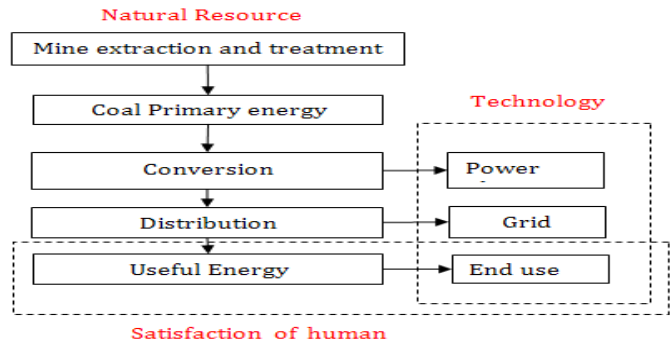 Natural Resource
Mine extraction and treatment
Coal Primary energy
Technology
Conversion
Power
Distribution
Grid
Useful Energy
End use
Satisfaction of human